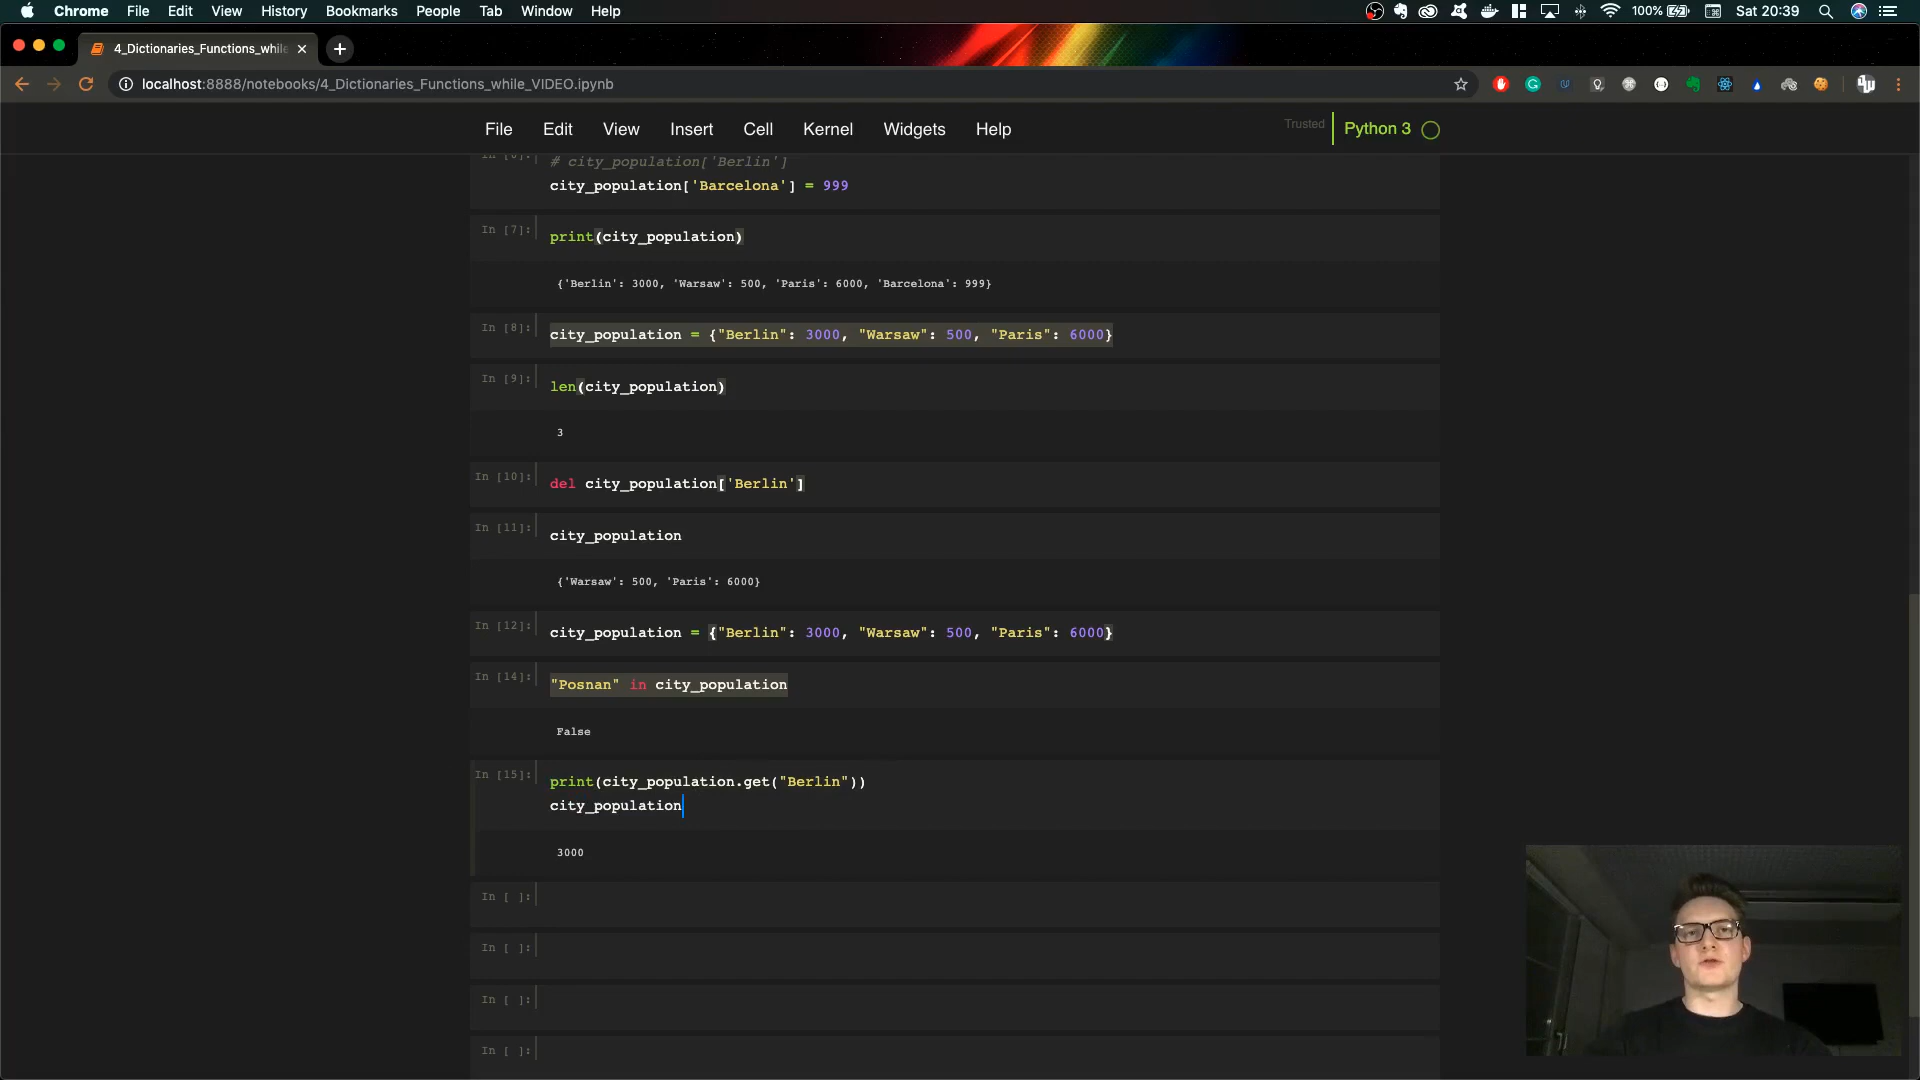 Chrome File Edit View History Bookmarks People Tab Window Help 100% Sat 20:39
4_Dictionaries_Functions_while
localhost:8888/notebooks/4_Dictionaries_Functions_while_VIDEO.ipynb
File Edit View Insert Cell Kernel Widgets Help Trusted Python 3
# city_population['Berlin']
city_population['Barcelona'] = 999
In [7]: print(city_population)
{'Berlin': 3000, 'Warsaw': 500, 'Paris': 6000, 'Barcelona': 999}
In [8]: city_population = {"Berlin": 3000, "Warsaw": 500, "Paris": 6000}
In [9]: len(city_population)
3
In [10]: del city_population['Berlin']
In [11]: city_population
{'Warsaw': 500, 'Paris': 6000}
In [12]: city_population = {"Berlin": 3000, "Warsaw": 500, "Paris": 6000}
In [14]: "Posnan" in city_population
False
In [15]: print(city_population.get("Berlin"))
city_population
3000
In [ ]:
In [ ]:
In [ ]:
In [ ]: